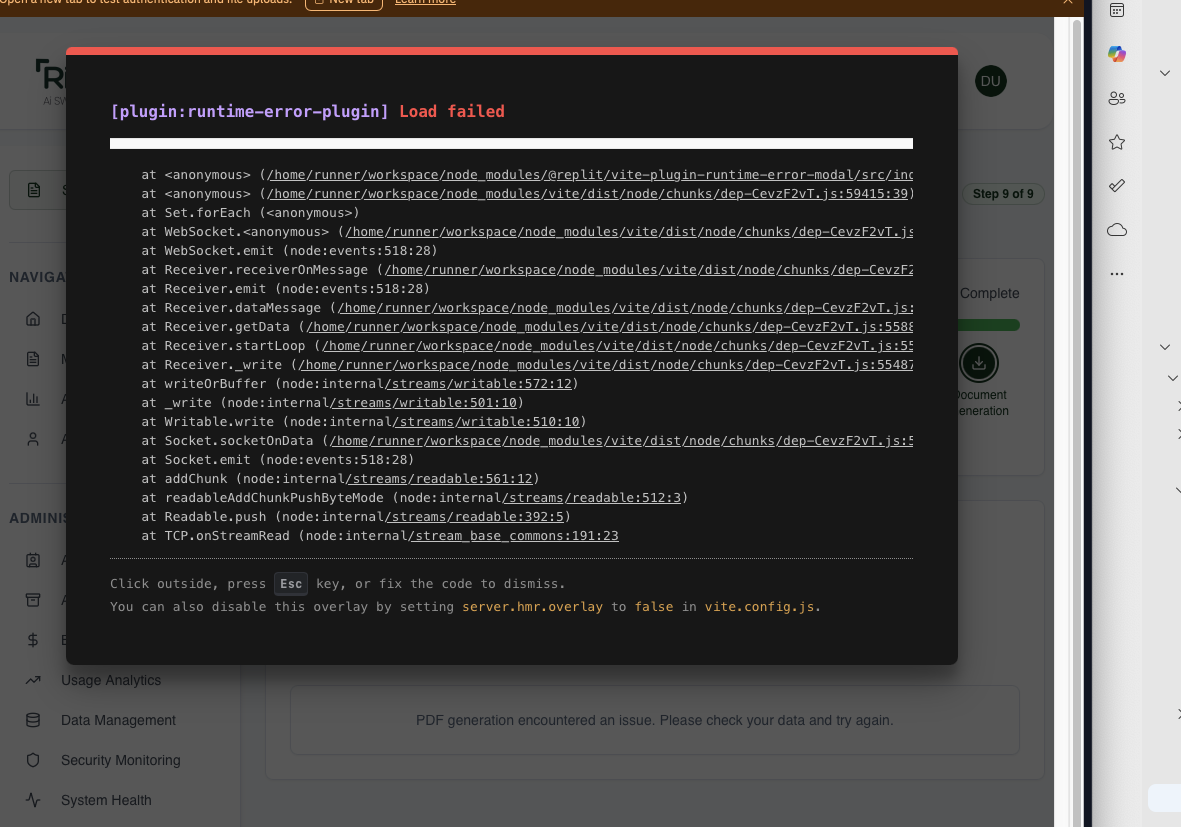 Open a new tab to test authentication and file uploads. New tab Learn more
DU
[plugin:runtime-error-plugin] Load failed
at <anonymous> (/home/runner/workspace/node_modules/@replit/vite-plugin-runtime-error-modal/src/ind
at <anonymous> (/home/runner/workspace/node_modules/vite/dist/node/chunks/dep-CevzF2vT.js:59415:39)
at Set.forEach (<anonymous>)
at WebSocket.<anonymous> (/home/runner/workspace/node_modules/vite/dist/node/chunks/dep-CevzF2vT.js
at WebSocket.emit (node:events:518:28)
at Receiver.receiverOnMessage (/home/runner/workspace/node_modules/vite/dist/node/chunks/dep-CevzF2
at Receiver.emit (node:events:518:28)
at Receiver.dataMessage (/home/runner/workspace/node_modules/vite/dist/node/chunks/dep-CevzF2vT.js:
at Receiver.getData (/home/runner/workspace/node_modules/vite/dist/node/chunks/dep-CevzF2vT.js:5588
at Receiver.startLoop (/home/runner/workspace/node_modules/vite/dist/node/chunks/dep-CevzF2vT.js:55
at Receiver._write (/home/runner/workspace/node_modules/vite/dist/node/chunks/dep-CevzF2vT.js:55487
at writeOrBuffer (node:internal/streams/writable:572:12)
at _write (node:internal/streams/writable:501:10)
at Writable.write (node:internal/streams/writable:510:10)
at Socket.socketOnData (/home/runner/workspace/node_modules/vite/dist/node/chunks/dep-CevzF2vT.js:5
at Socket.emit (node:events:518:28)
at addChunk (node:internal/streams/readable:561:12)
at readableAddChunkPushByteMode (node:internal/streams/readable:512:3)
at Readable.push (node:internal/streams/readable:392:5)
at TCP.onStreamRead (node:internal/stream_base_commons:191:23
Click outside, press Esc key, or fix the code to dismiss.
You can also disable this overlay by setting server.hmr.overlay to false in vite.config.js.
Step 9 of 9
Complete
ocument
eneration
NAVIGA
ADMINIS
Usage Analytics
Data Management
Security Monitoring
System Health
PDF generation encountered an issue. Please check your data and try again.